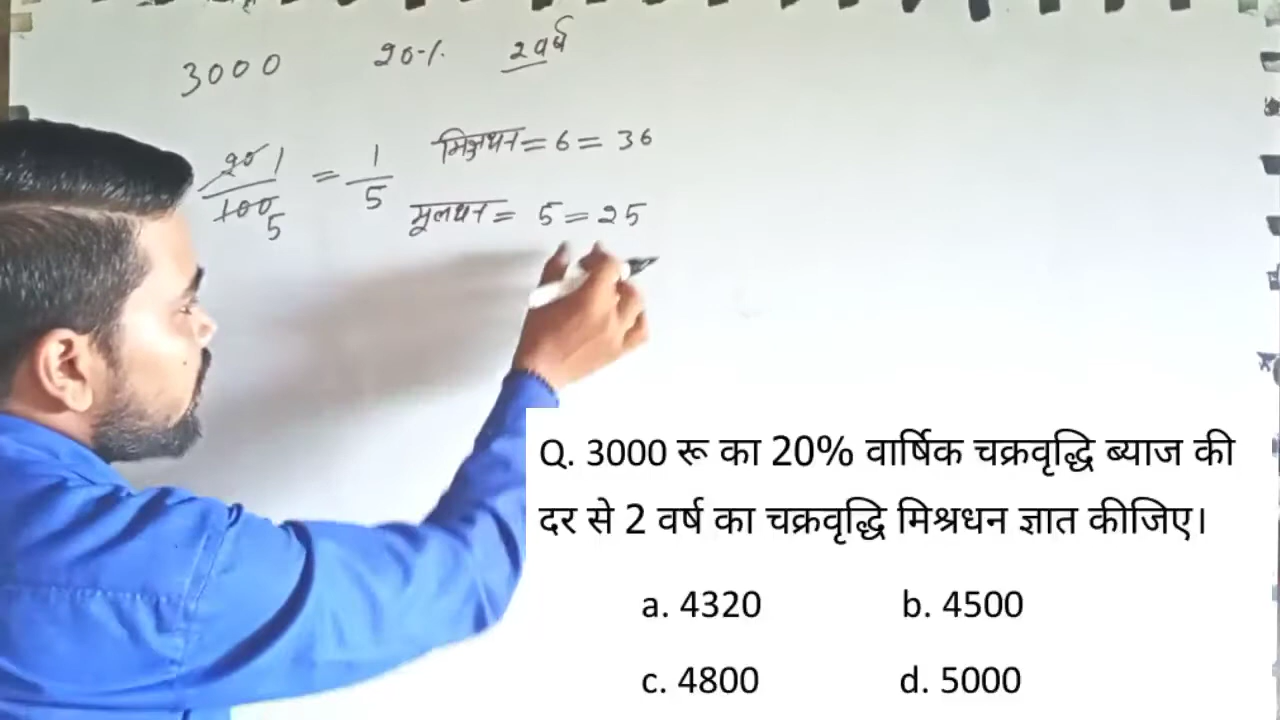 3000 20% 2वर्ष
20 1 / 100 5 = 1/5
मिश्रधन = 6 = 36
मूलधन = 5 = 25
Q. 3000 रू का 20% वार्षिक चक्रवृद्धि ब्याज की
दर से 2 वर्ष का चक्रवृद्धि मिश्रधन ज्ञात कीजिए।
a. 4320 b. 4500
c. 4800 d. 5000